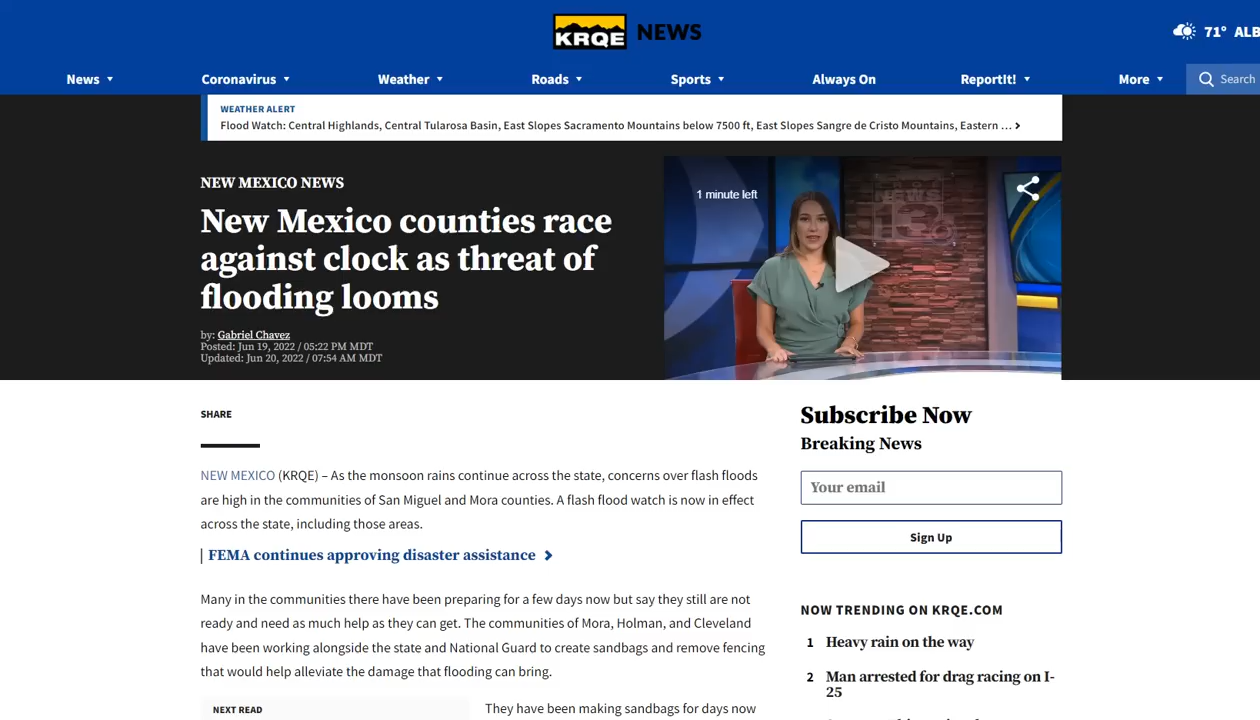 KRQE NEWS
71° ALB
News
Coronavirus
Weather
Roads
Sports
Always On
ReportIt!
More
Search
WEATHER ALERT
Flood Watch: Central Highlands, Central Tularosa Basin, East Slopes Sacramento Mountains below 7500 ft, East Slopes Sangre de Cristo Mountains, Eastern ...
NEW MEXICO NEWS
New Mexico counties race
against clock as threat of
flooding looms
by: Gabriel Chavez
Posted: Jun 19, 2022 / 05:22 PM MDT
Updated: Jun 20, 2022 / 07:54 AM MDT
1 minute left
NEWS
13
SHARE
NEW MEXICO (KRQE) – As the monsoon rains continue across the state, concerns over flash floods
are high in the communities of San Miguel and Mora counties. A flash flood watch is now in effect
across the state, including those areas.
FEMA continues approving disaster assistance
Many in the communities there have been preparing for a few days now but say they still are not
ready and need as much help as they can get. The communities of Mora, Holman, and Cleveland
have been working alongside the state and National Guard to create sandbags and remove fencing
that would help alleviate the damage that flooding can bring.
NEXT READ
They have been making sandbags for days now
Subscribe Now
Breaking News
Your email
Sign Up
NOW TRENDING ON KRQE.COM
1 Heavy rain on the way
2 Man arrested for drag racing on I-
25